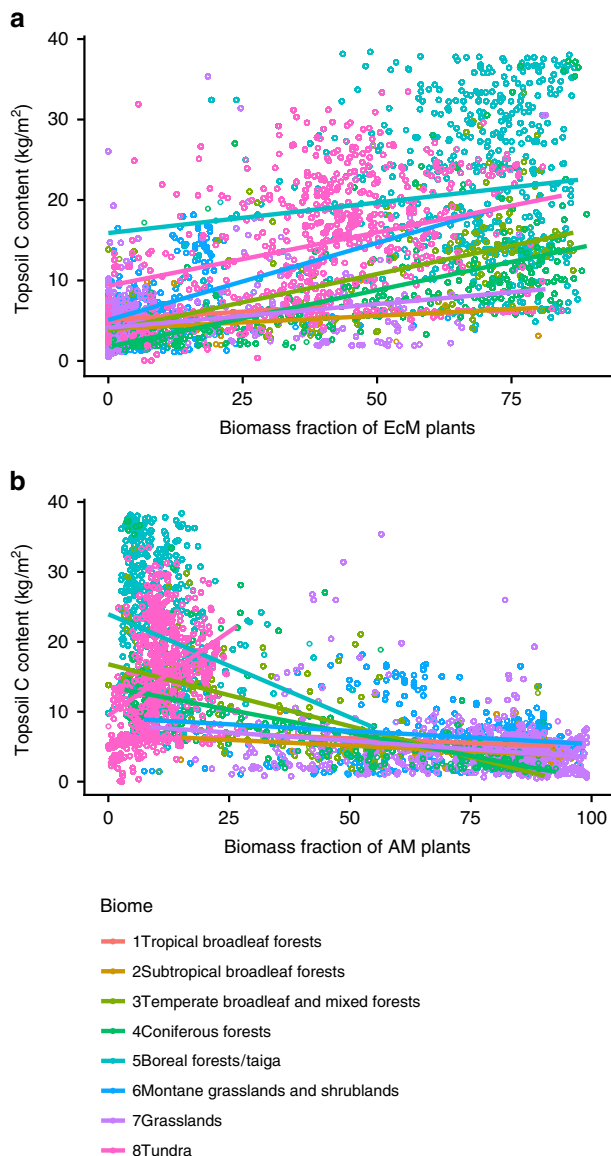 a
40
30
20
10
0
Topsoil C content (kg/m²)
0 25 50 75
Biomass fraction of EcM plants
b
40
30
20
10
0
Topsoil C content (kg/m²)
0 25 50 75 100
Biomass fraction of AM plants
Biome
1Tropical broadleaf forests
2Subtropical broadleaf forests
3Temperate broadleaf and mixed forests
4Coniferous forests
5Boreal forests/taiga
6Montane grasslands and shrublands
7Grasslands
8Tundra